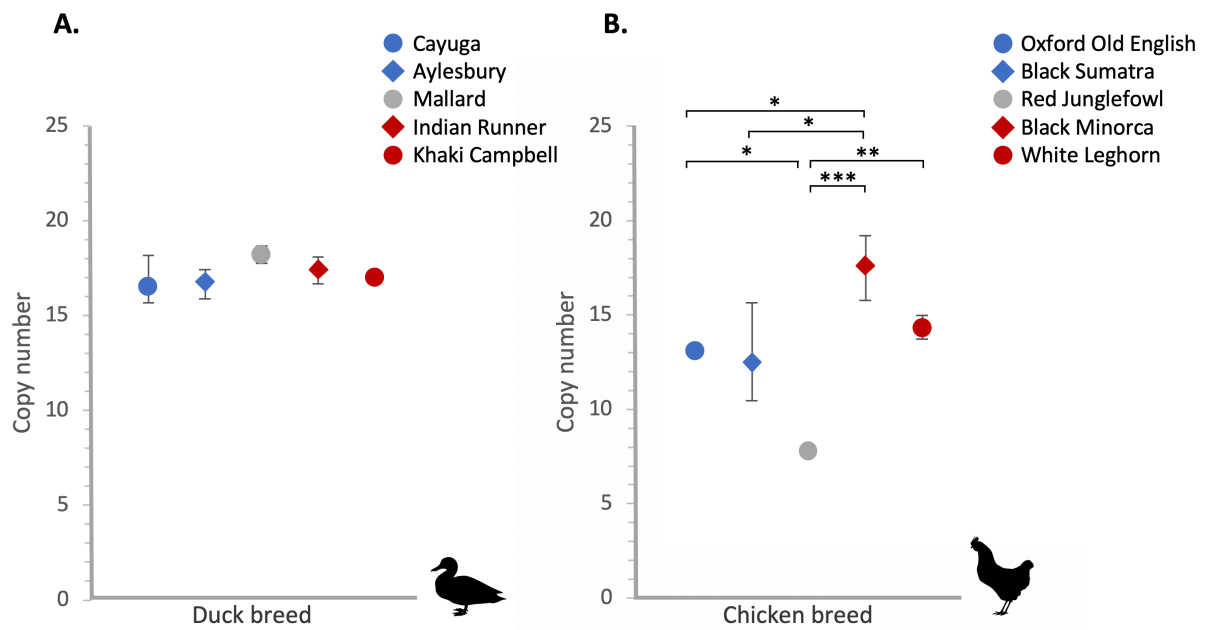 A.
Cayuga
Aylesbury
Mallard
Indian Runner
Khaki Campbell
25
20
15
10
5
0
Copy number
Duck breed
B.
Oxford Old English
Black Sumatra
Red Junglefowl
Black Minorca
White Leghorn
*
*
* **
***
25
20
15
10
5
0
Copy number
Chicken breed